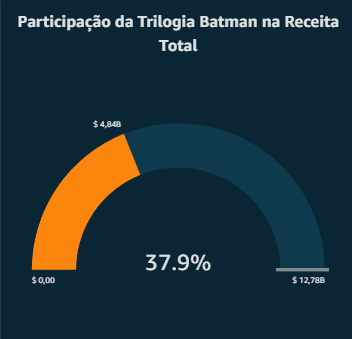 Participação da Trilogia Batman na Receita
Total
$ 4,84B
37.9%
$ 0,00
$ 12,78B